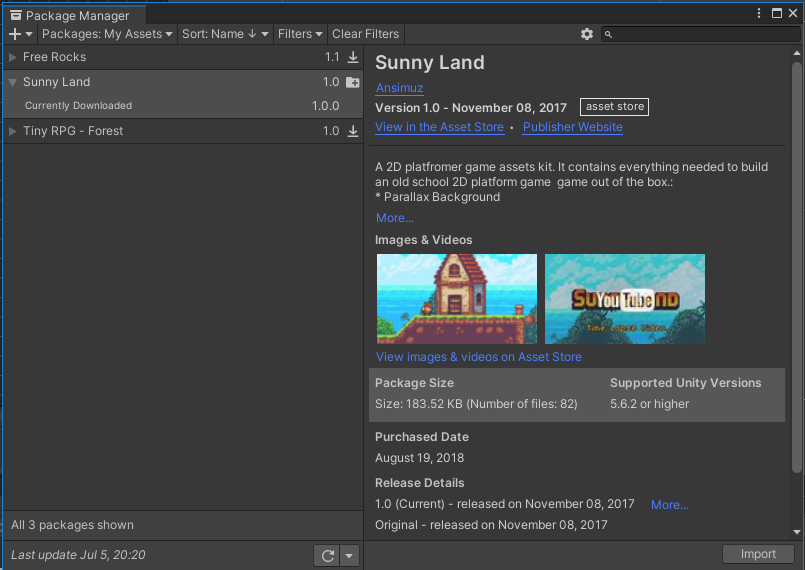 Package Manager
Packages: My Assets Sort: Name ↓ Filters Clear Filters
Free Rocks 1.1
Sunny Land 1.0
Currently Downloaded 1.0.0
Tiny RPG - Forest 1.0
All 3 packages shown
Last update Jul 5, 20:20
Sunny Land
Ansimuz
Version 1.0 - November 08, 2017 asset store
View in the Asset Store • Publisher Website
A 2D platfromer game assets kit. It contains everything needed to build
an old school 2D platform game  game out of the box.:
* Parallax Background
More...
Images & Videos
SuYouTubeND
Time Lapse Video
View images & videos on Asset Store
Package Size Supported Unity Versions
Size: 183.52 KB (Number of files: 82) 5.6.2 or higher
Purchased Date
August 19, 2018
Release Details
1.0 (Current) - released on November 08, 2017 More...
Original - released on November 08, 2017
Import